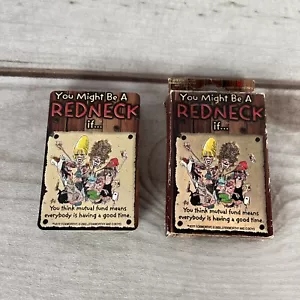 You Might Be A
REDNECK
if...
You think mutual fund means
everybody is having a good time.
You Might Be A
REDNECK
if...
You think mutual fund means
everybody is having a good time.